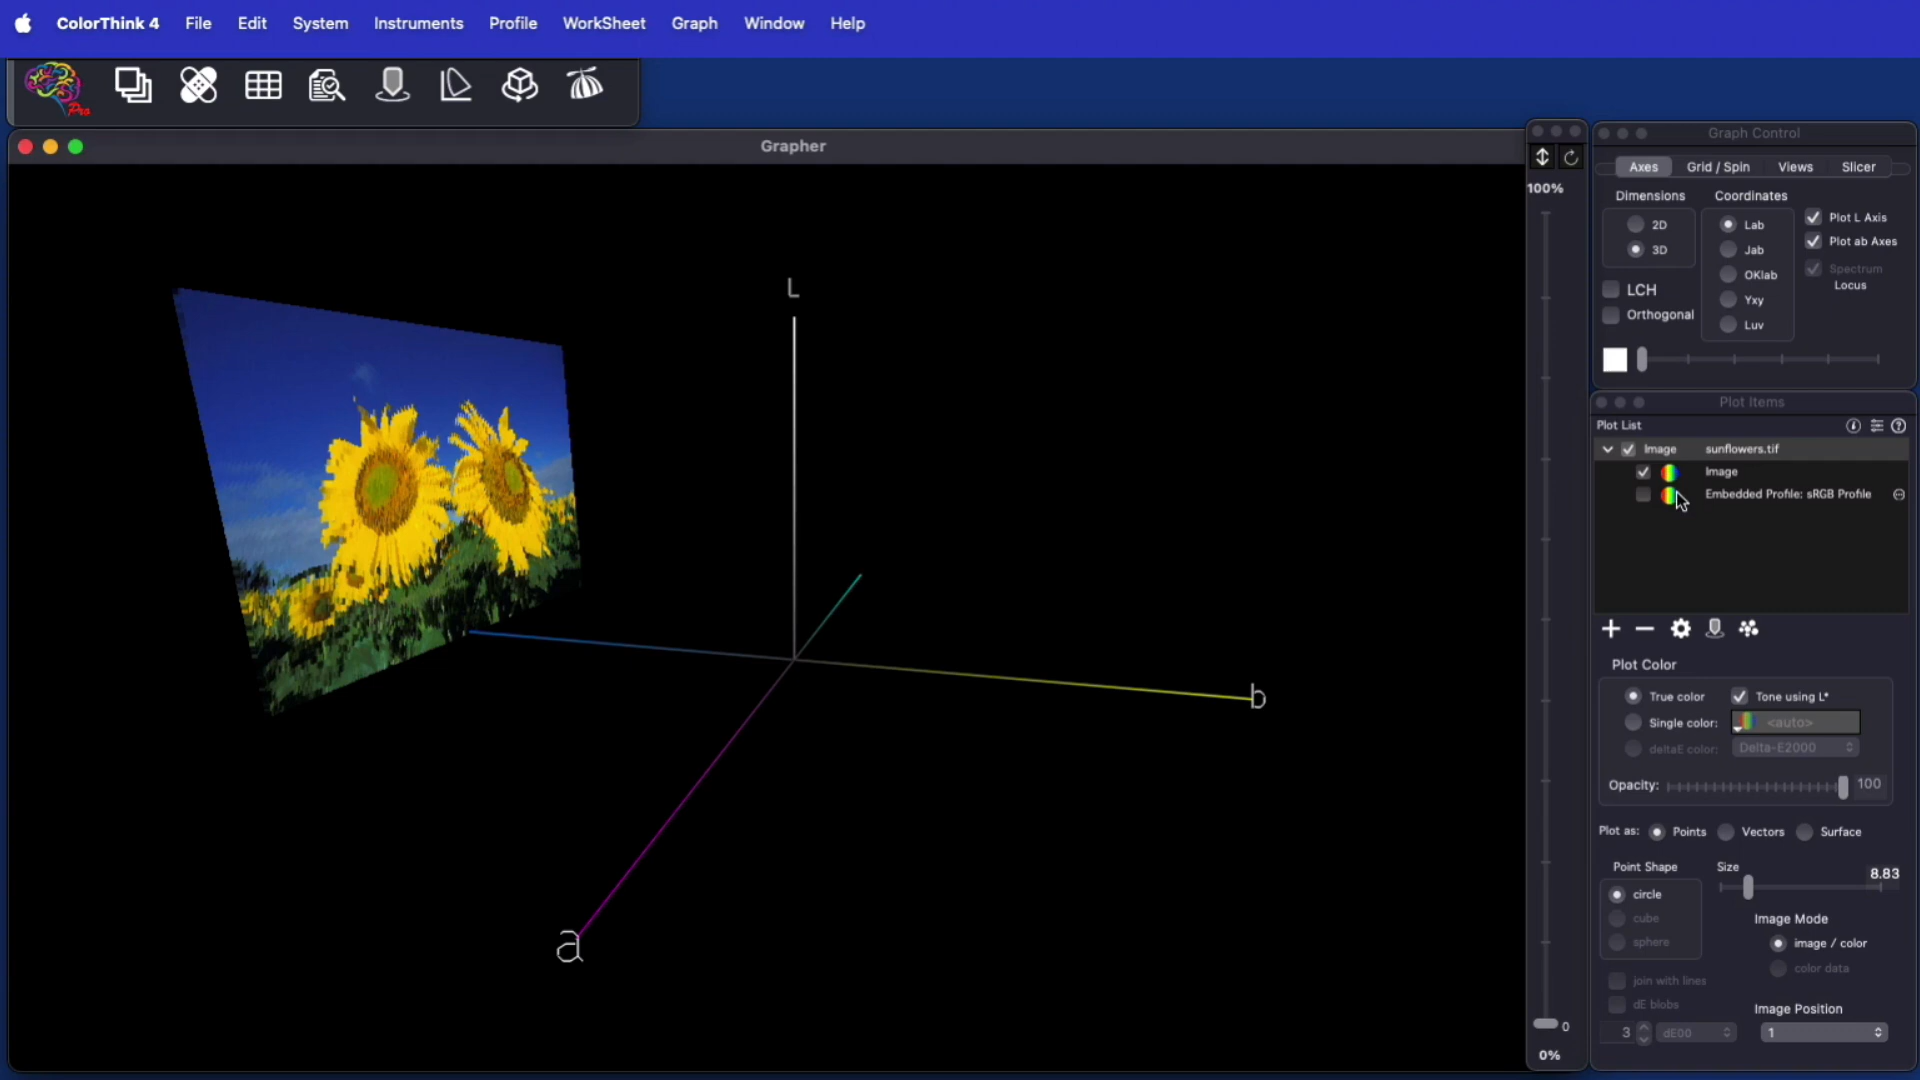 ColorThink 4 File Edit System Instruments Profile WorkSheet Graph Window Help
Pro
Grapher
L
b
a
100%
0
0%
Graph Control
Axes Grid / Spin Views Slicer
Dimensions Coordinates
2D Lab Plot L Axis
3D Jab Plot ab Axes
OKlab Spectrum
LCH Locus
Yxy
Orthogonal
Luv
Plot Items
Plot List
Image sunflowers.tif
Image
Embedded Profile: sRGB Profile
Plot Color
True color Tone using L*
Single color: <auto>
deltaE color: Delta-E2000
Opacity: 100
Plot as: Points Vectors Surface
Point Shape Size 8.83
circle
cube Image Mode
sphere image / color
color data
join with lines
dE blobs Image Position
3 dE00 1